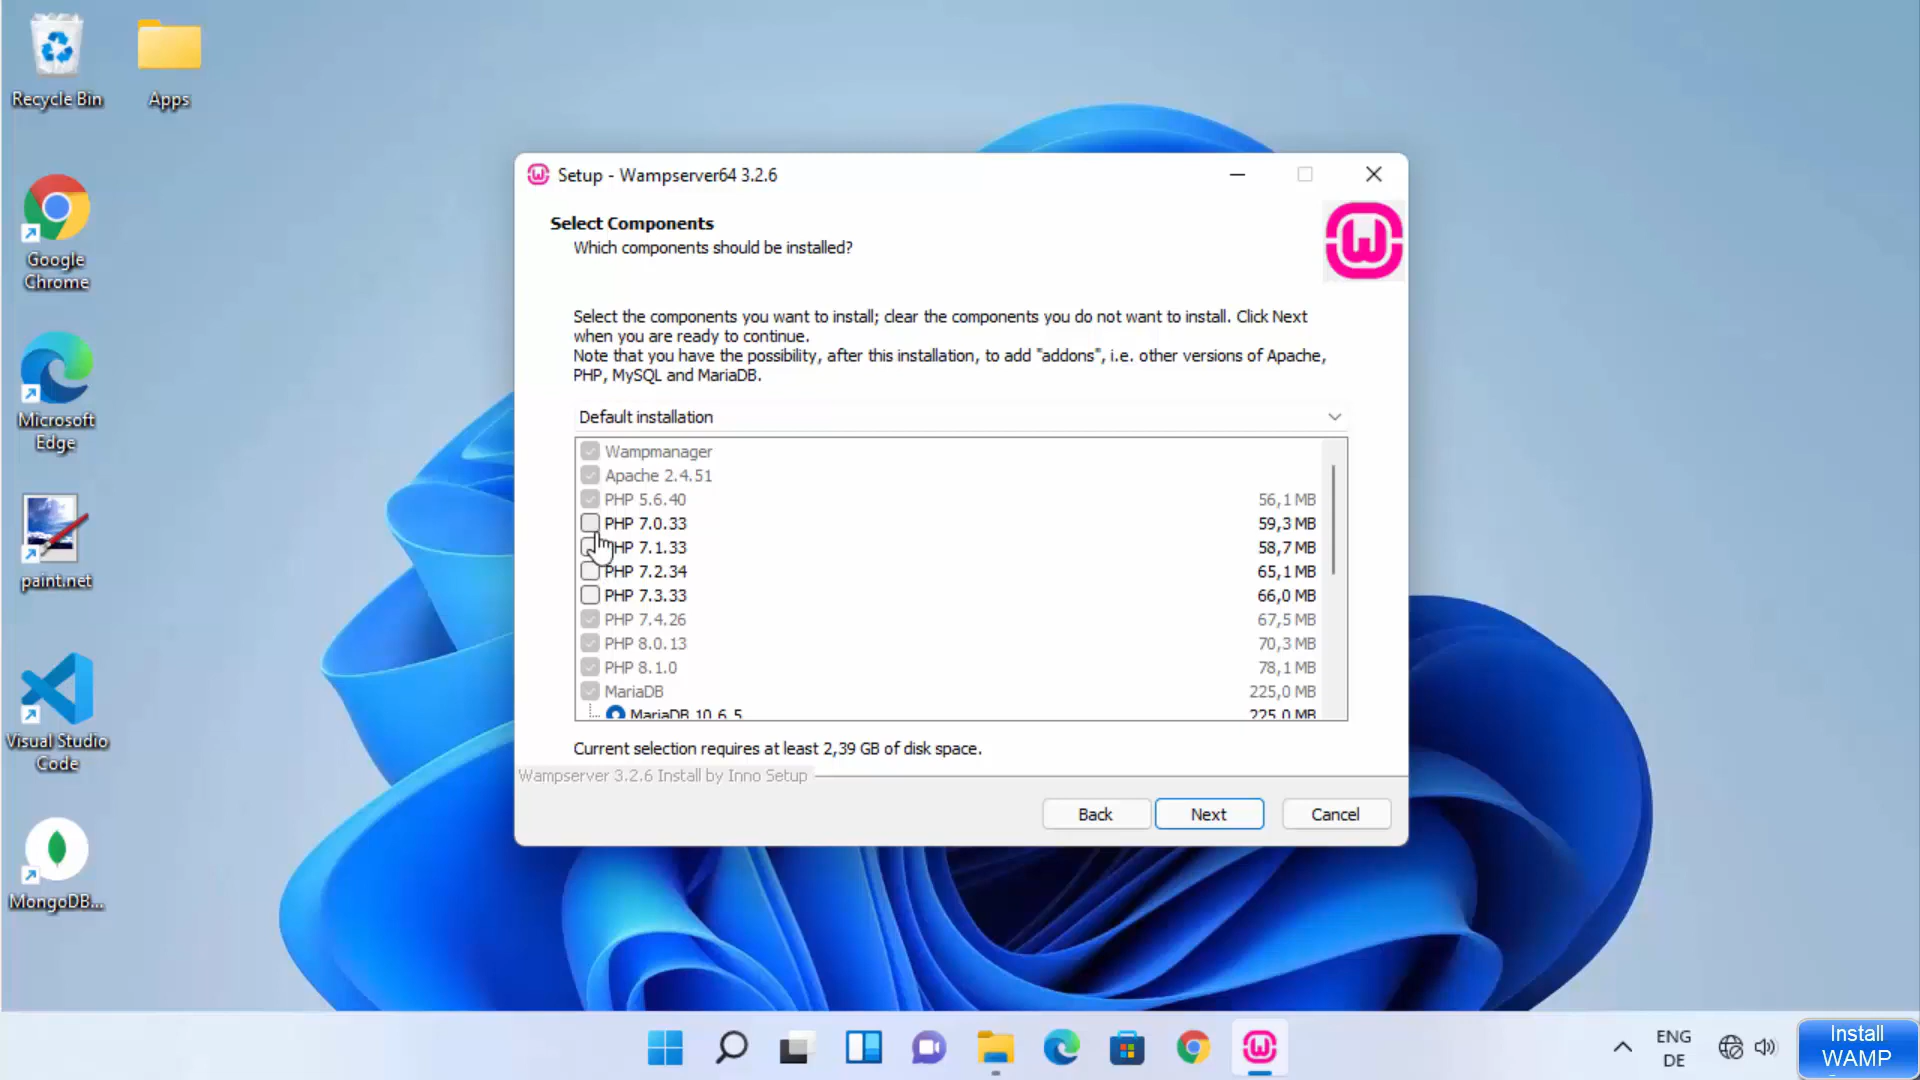 Recycle Bin
Apps
Google
Chrome
Microsoft
Edge
paint.net
Visual Studio
Code
MongoDB...
Setup - Wampserver64 3.2.6
Select Components
Which components should be installed?
Select the components you want to install; clear the components you do not want to install. Click Next
when you are ready to continue.
Note that you have the possibility, after this installation, to add "addons", i.e. other versions of Apache,
PHP, MySQL and MariaDB.
Default installation
Wampmanager
Apache 2.4.51
PHP 5.6.40 56,1 MB
PHP 7.0.33 59,3 MB
PHP 7.1.33 58,7 MB
PHP 7.2.34 65,1 MB
PHP 7.3.33 66,0 MB
PHP 7.4.26 67,5 MB
PHP 8.0.13 70,3 MB
PHP 8.1.0 78,1 MB
MariaDB 225,0 MB
MariaDB 10.6.5 225,0 MB
Current selection requires at least 2,39 GB of disk space.
Wampserver 3.2.6 Install by Inno Setup
Back
Next
Cancel
ENG
DE
Install
WAMP